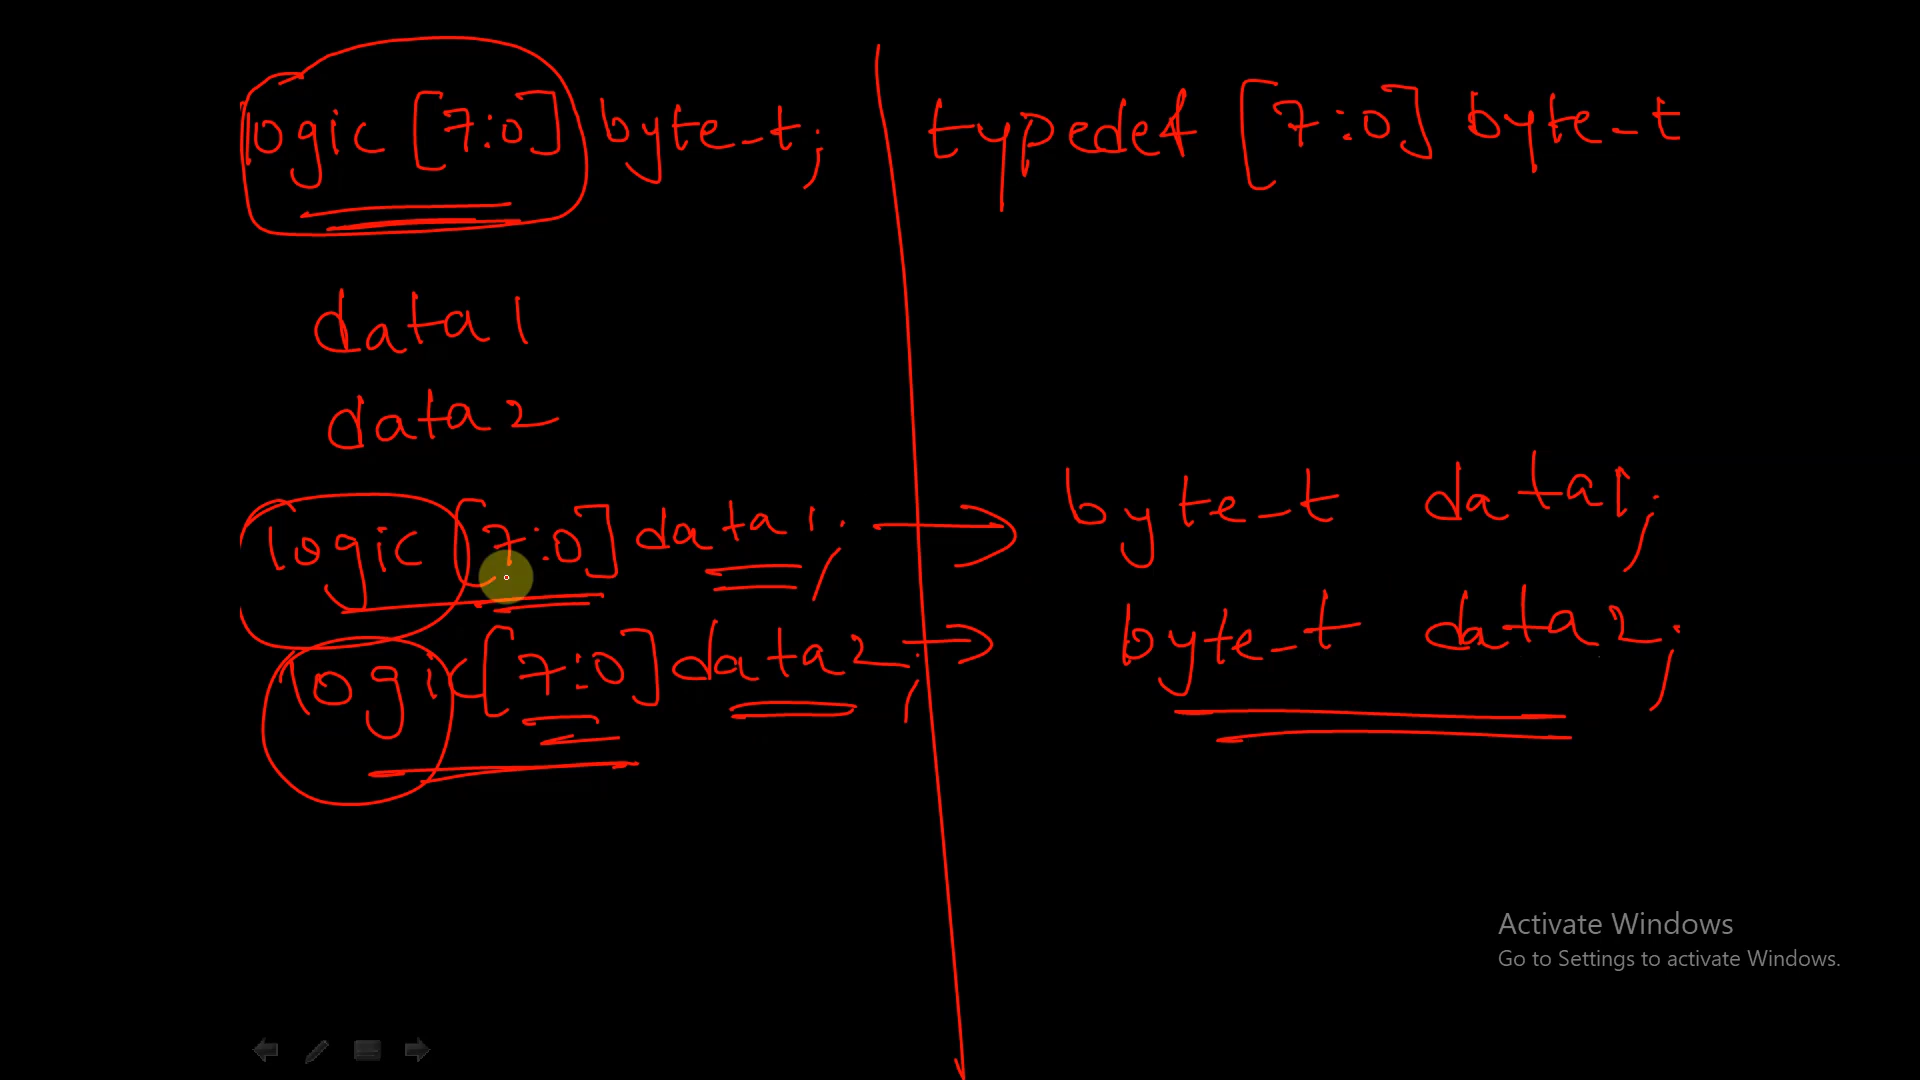 logic [7:0] byte_t;
data1
data2
logic [7:0] data1;
logic [7:0] data2;
typedef [7:0] byte_t
byte_t data1;
byte_t data2;
Activate Windows
Go to Settings to activate Windows.